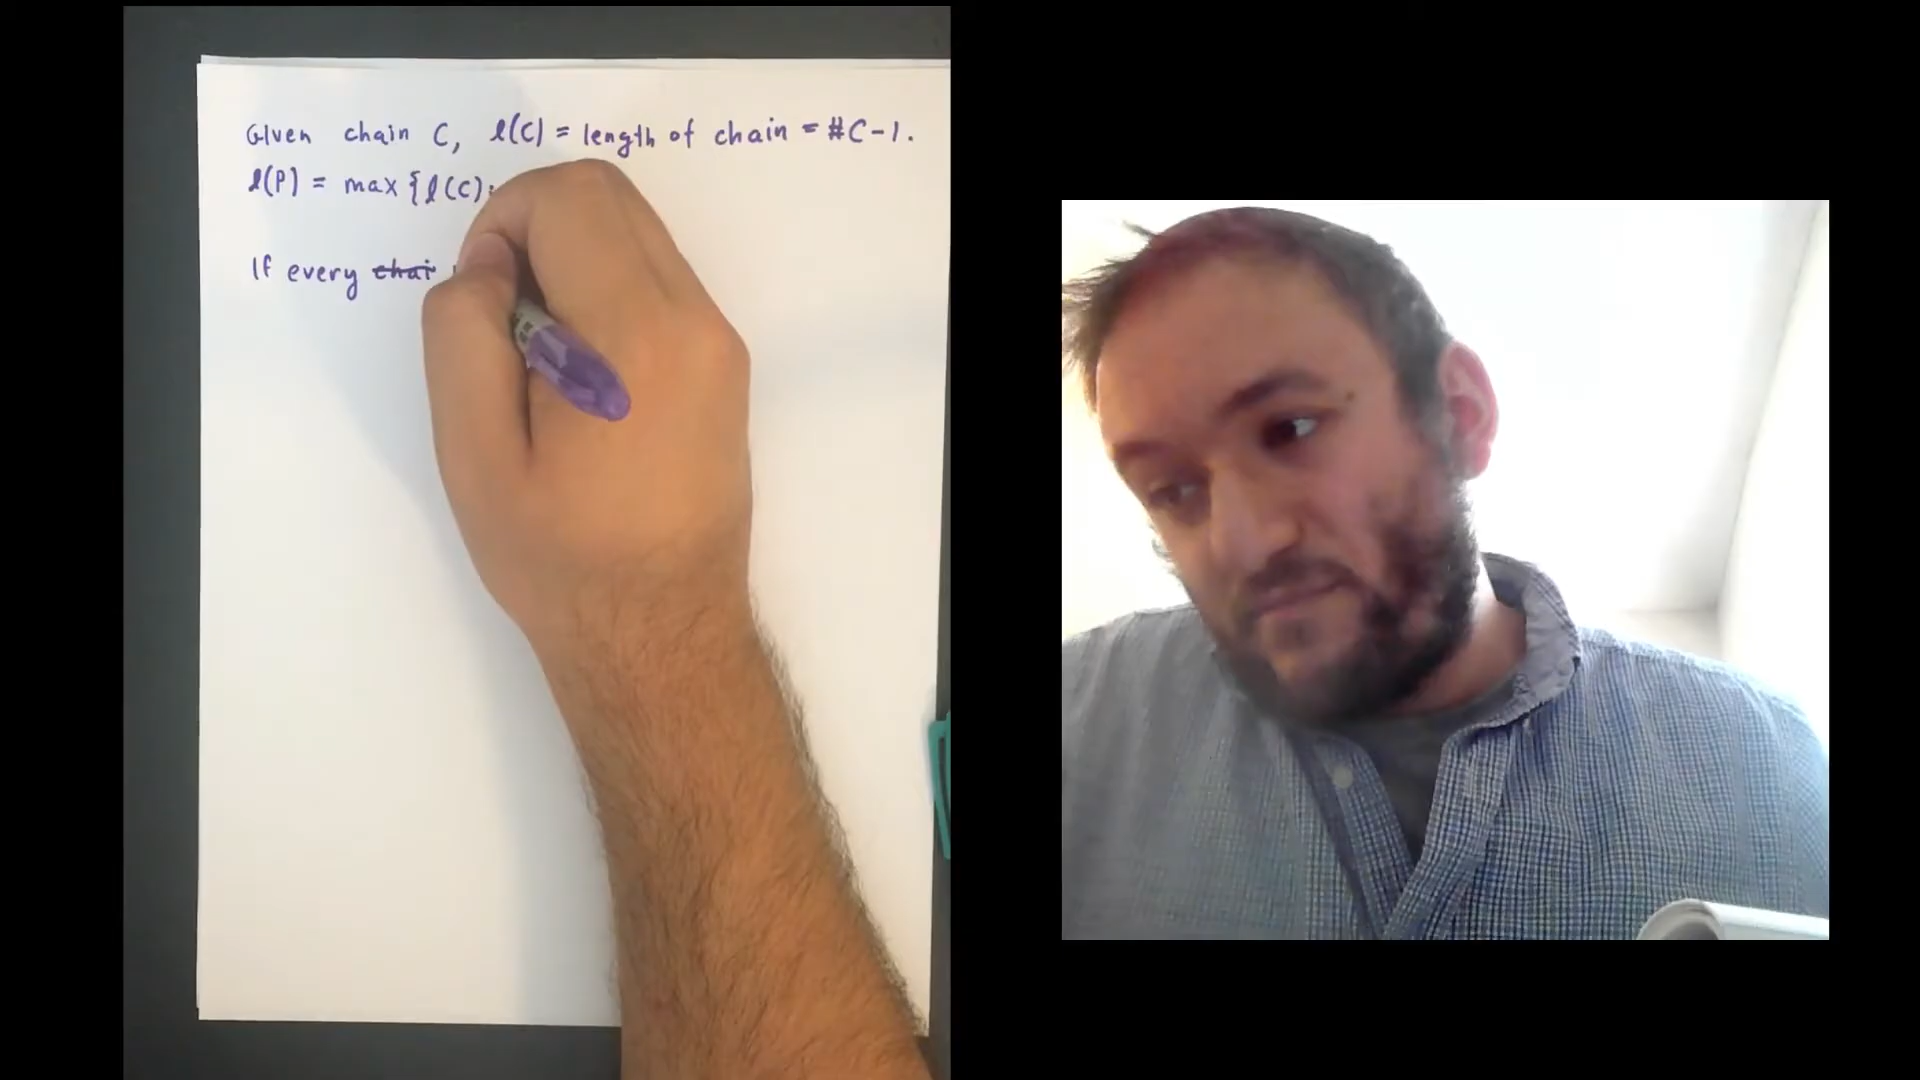 Given chain C, ℓ(C) = length of chain = #C-1.
ℓ(P) = max {ℓ(C):
If every chai